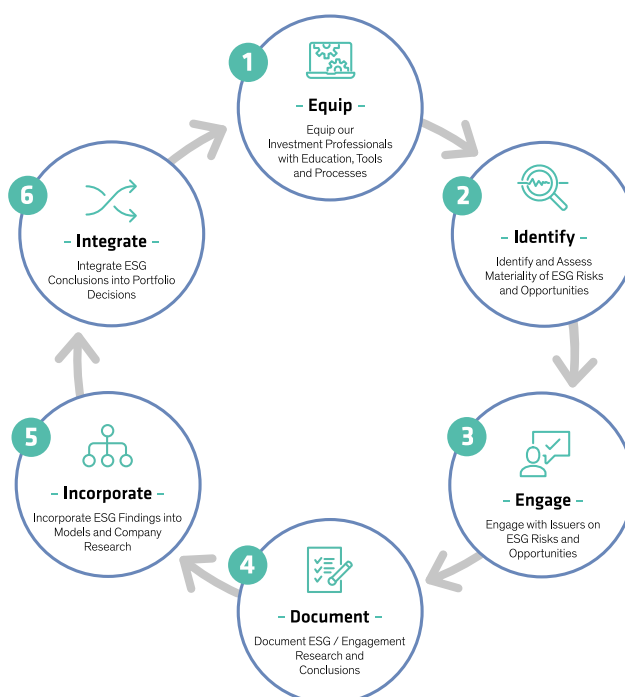 1
- Equip -
Equip our
Investment Professionals
with Education, Tools
and Processes
2
- Identify -
Identify and Assess
Materiality of ESG Risks
and Opportunities
3
- Engage -
Engage with Issuers on
ESG Risks and
Opportunities
4
- Document -
Document ESG / Engagement
Research and
Conclusions
5
- Incorporate -
Incorporate ESG Findings into
Models and Company
Research
6
- Integrate -
Integrate ESG
Conclusions into Portfolio
Decisions